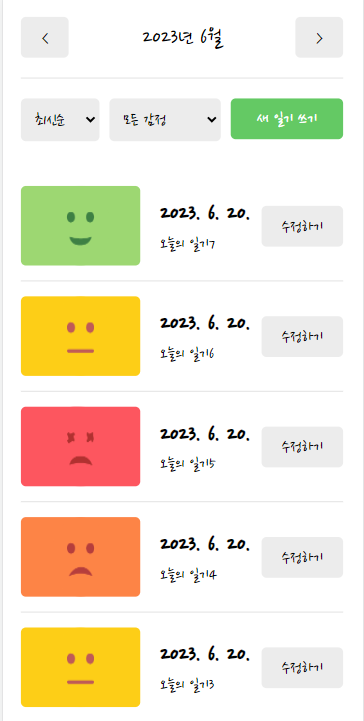 <
2023년 6월
>
최신순
모든 감정
새 일기 쓰기
2023. 6. 20.
오늘의 일기7
수정하기
2023. 6. 20.
오늘의 일기6
수정하기
2023. 6. 20.
오늘의 일기5
수정하기
2023. 6. 20.
오늘의 일기4
수정하기
2023. 6. 20.
오늘의 일기3
수정하기